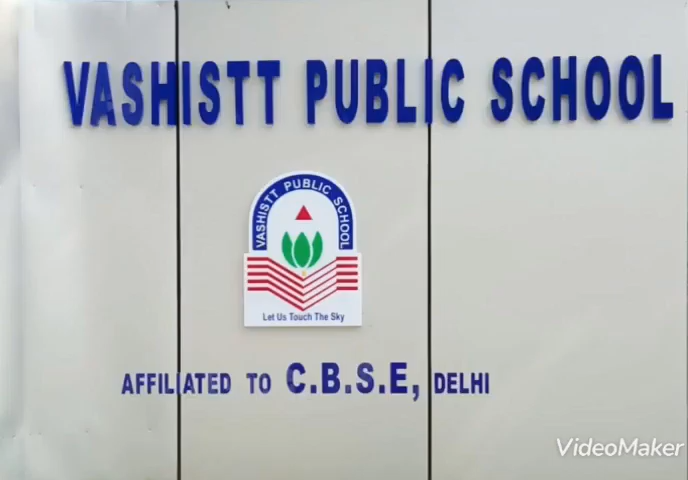 VASHISTT PUBLIC SCHOOL
VASHISTT PUBLIC SCHOOL
Let Us Touch The Sky
AFFILIATED TO C.B.S.E, DELHI
VideoMaker